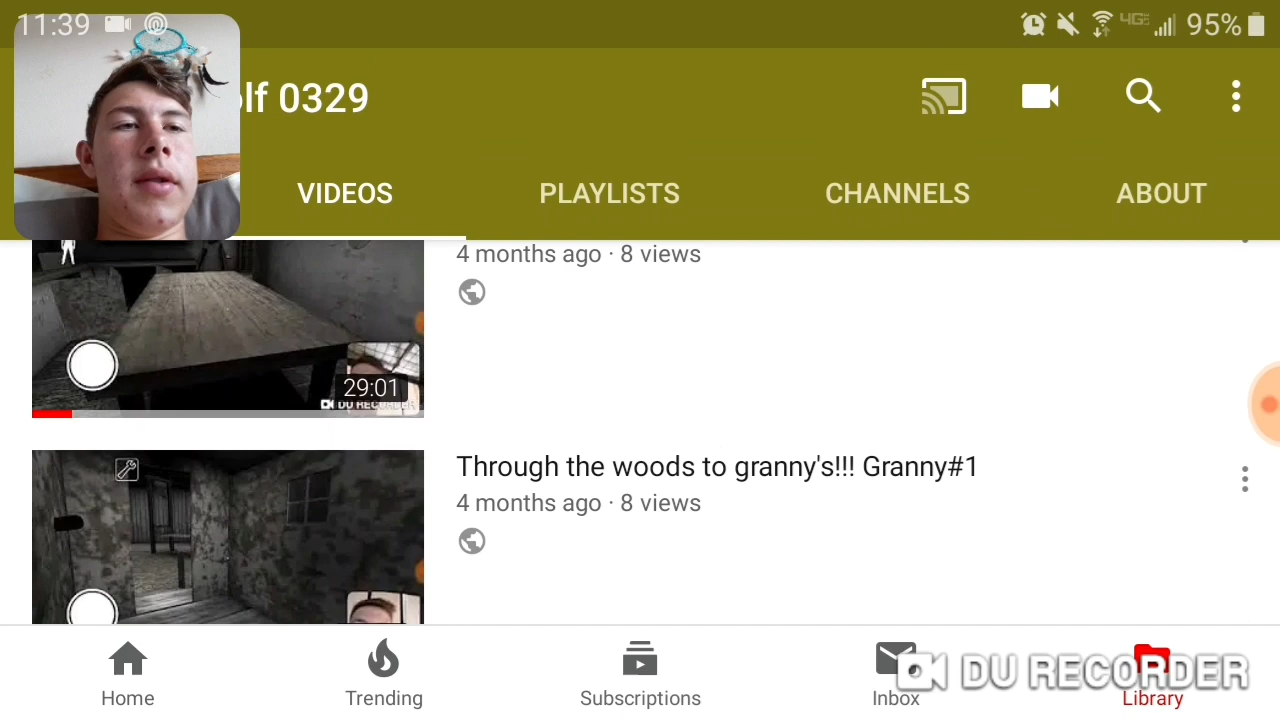 11:39
4G 95%
lf 0329
VIDEOS PLAYLISTS CHANNELS ABOUT
4 months ago · 8 views
29:01
DU RECORDER
Through the woods to granny's!!! Granny#1
4 months ago · 8 views
Home Trending Subscriptions Inbox Library
DU RECORDER